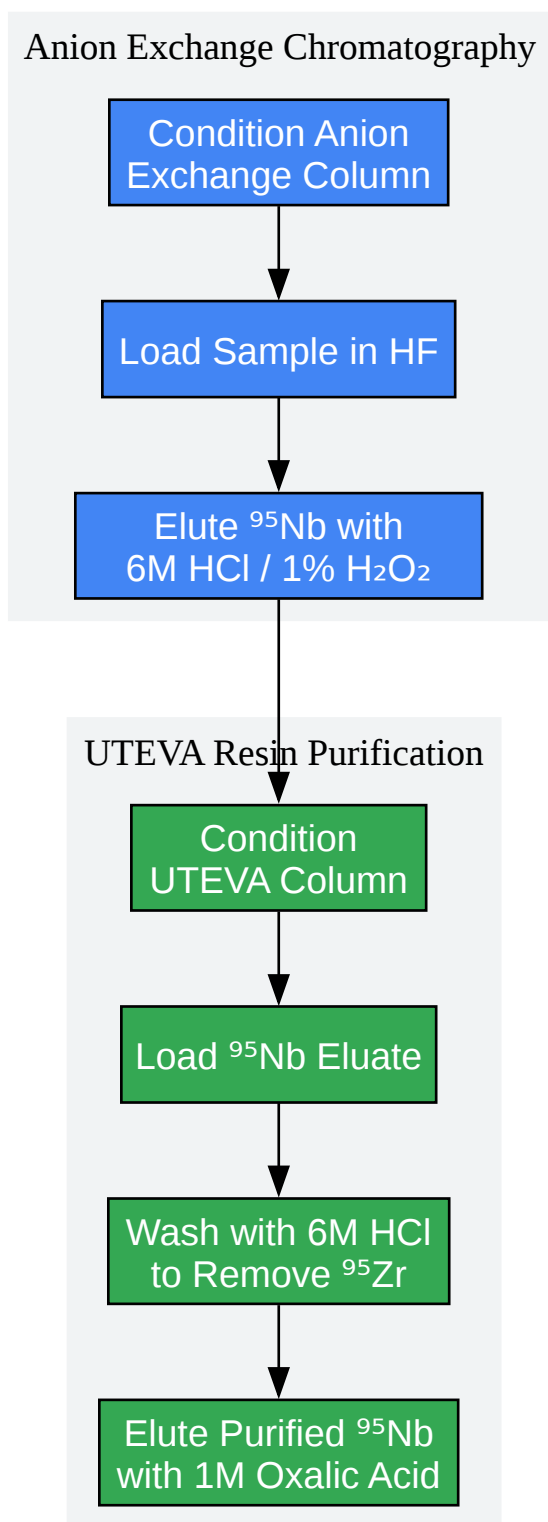 Anion Exchange Chromatography
Condition Anion
Exchange Column
Load Sample in HF
Elute ⁹⁵Nb with
6M HCl / 1% H₂O₂
UTEVA Resin Purification
Condition
UTEVA Column
Load ⁹⁵Nb Eluate
Wash with 6M HCl
to Remove ⁹⁵Zr
Elute Purified ⁹⁵Nb
with 1M Oxalic Acid